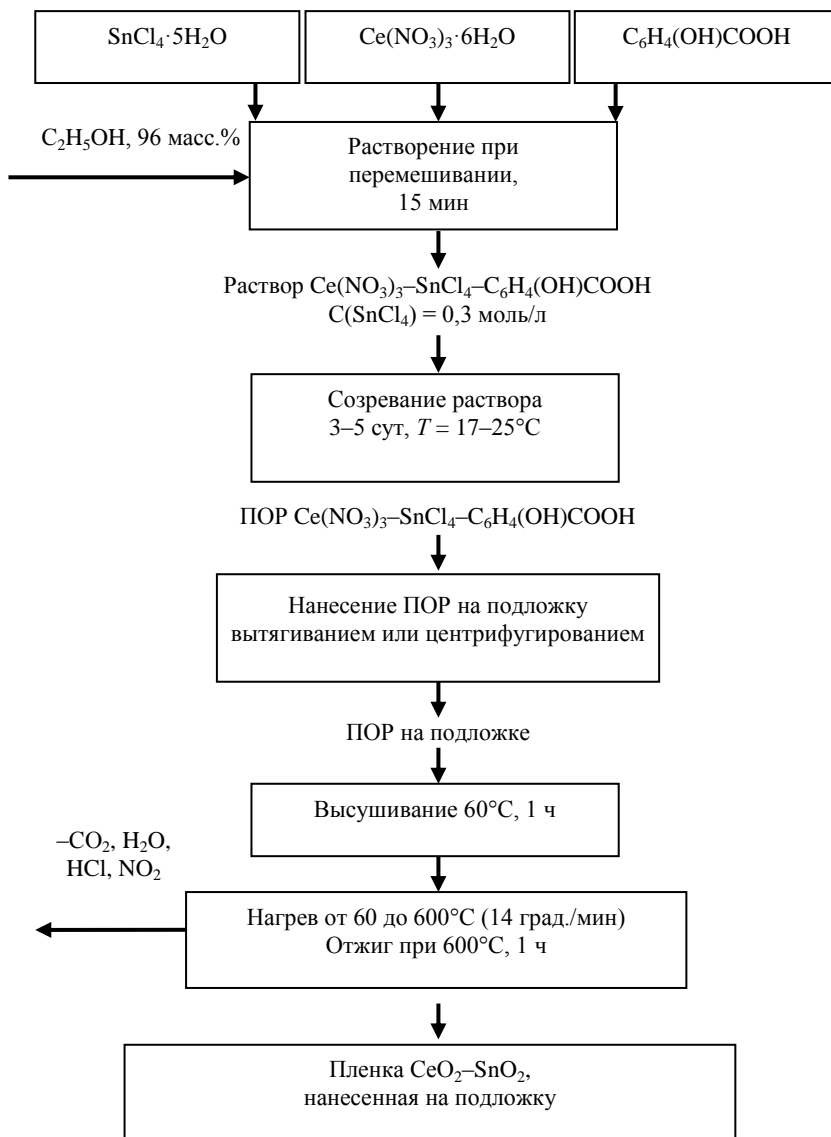 SnCl₄·5H₂O
Ce(NO₃)₃·6H₂O
C₆H₄(OH)COOH
C₂H₅OH, 96 масс.%
Растворение при
перемешивании,
15 мин
Раствор Ce(NO₃)₃–SnCl₄–C₆H₄(OH)COOH
C(SnCl₄) = 0,3 моль/л
Созревание раствора
3–5 сут, T = 17–25°C
ПОР Ce(NO₃)₃–SnCl₄–C₆H₄(OH)COOH
Нанесение ПОР на подложку
вытягиванием или центрифугированием
ПОР на подложке
Высушивание 60°C, 1 ч
–CO₂, H₂O,
HCl, NO₂
Нагрев от 60 до 600°C (14 град./мин)
Отжиг при 600°C, 1 ч
Пленка CeO₂–SnO₂,
нанесенная на подложку